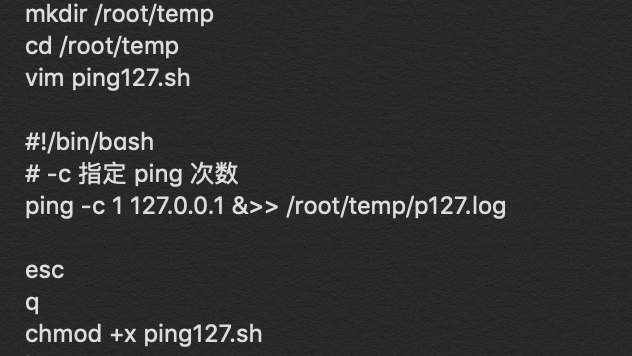 mkdir /root/temp
cd /root/temp
vim ping127.sh
#!/bin/bash
# -c 指定 ping 次数
ping -c 1 127.0.0.1 &>> /root/temp/p127.log
esc
q
chmod +x ping127.sh